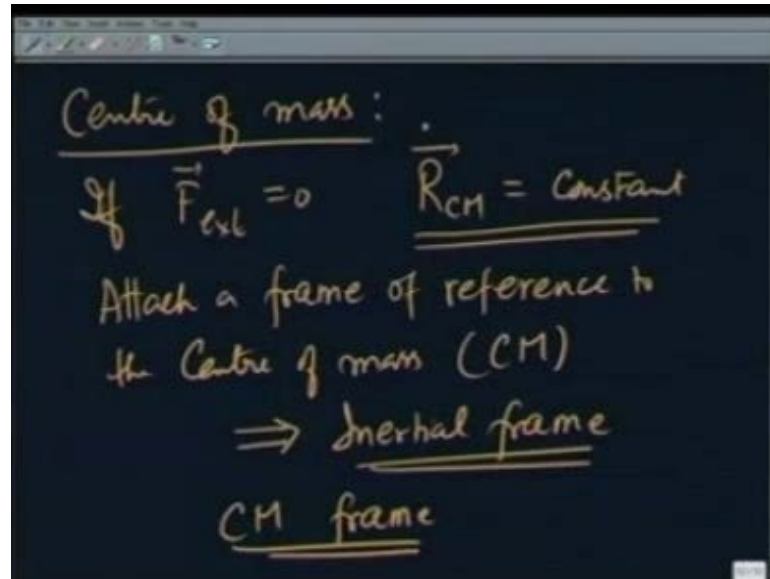 Centre of mass :
If F⃗ext = 0 Ṙ⃗CM = Constant
Attach a frame of reference to
the Centre of mass (CM)
⇒ Inertial frame
CM frame